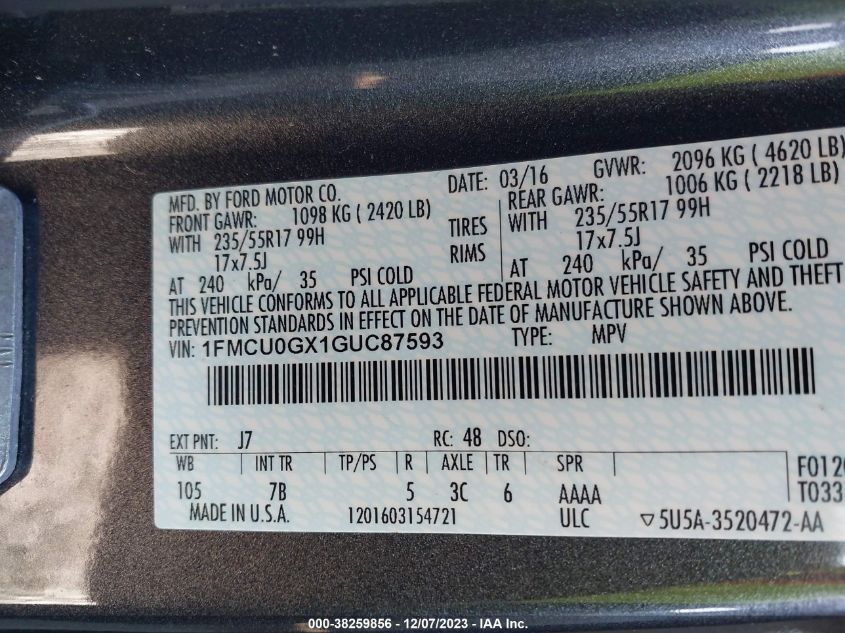 MFD. BY FORD MOTOR CO. DATE: 03/16 GVWR: 2096 KG ( 4620 LB)
FRONT GAWR: 1098 KG ( 2420 LB) REAR GAWR: 1006 KG ( 2218 LB)
WITH 235/55R17 99H TIRES WITH 235/55R17 99H
17x7.5J RIMS 17x7.5J
AT 240 kPa/ 35 PSI COLD AT 240 kPa/ 35 PSI COLD
THIS VEHICLE CONFORMS TO ALL APPLICABLE FEDERAL MOTOR VEHICLE SAFETY AND THEFT
PREVENTION STANDARDS IN EFFECT ON THE DATE OF MANUFACTURE SHOWN ABOVE.
VIN: 1FMCU0GX1GUC87593 TYPE: MPV
EXT PNT: J7 RC: 48 DSO:
WB INT TR TP/PS R AXLE TR SPR
105 7B 5 3C 6 AAAA
MADE IN U.S.A. 1201603154721 ULC ▽5U5A-3520472-AA
000-38259856 – 12/07/2023 – IAA Inc.